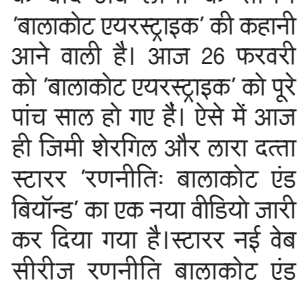 'बालाकोट एयरस्ट्राइक' की कहानी
आने वाली है। आज 26 फरवरी
को 'बालाकोट एयरस्ट्राइक' को पूरे
पांच साल हो गए हैं। ऐसे में आज
ही जिमी शेरगिल और लारा दत्ता
स्टारर 'रणनीतिः बालाकोट एंड
बियॉन्ड' का एक नया वीडियो जारी
कर दिया गया है।स्टारर नई वेब
सीरीज रणनीति बालाकोट एंड